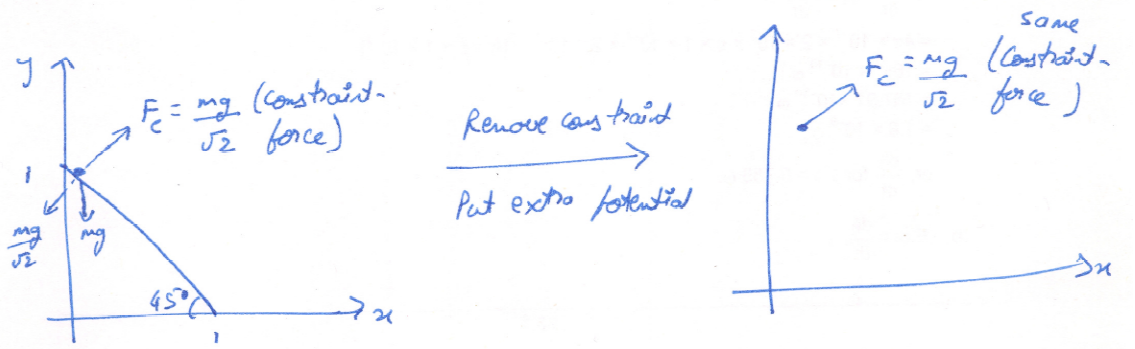 y
F_c = mg/√2 (constraint-
force)
1
mg/√2
mg
45°
1
x
Remove constraint
Put extra potential
same
F_c = mg/√2 (constraint-
force)
x